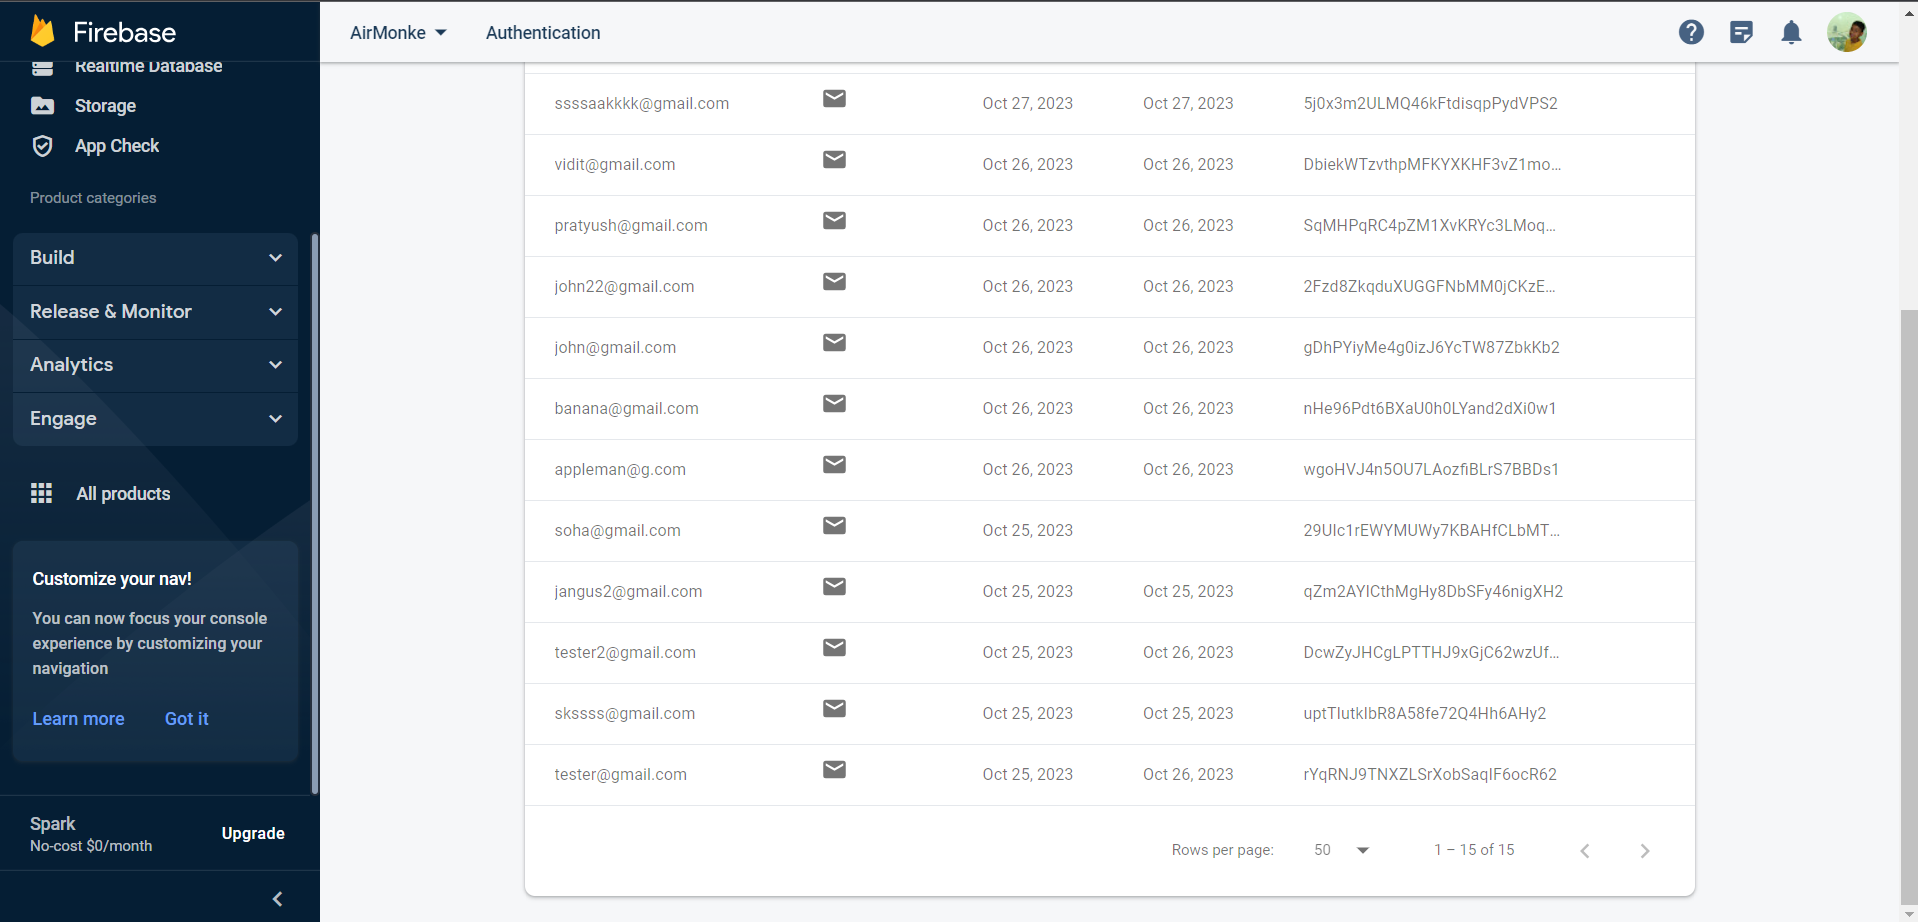 Firebase
Realtime Database
Storage
App Check
Product categories
Build
Release & Monitor
Analytics
Engage
All products
Customize your nav!
You can now focus your console
experience by customizing your
navigation
Learn more Got it
Spark
No-cost $0/month
Upgrade
AirMonke Authentication
ssssaakkkk@gmail.com Oct 27, 2023 Oct 27, 2023 5j0x3m2ULMQ46kFtdisqpPydVPS2
vidit@gmail.com Oct 26, 2023 Oct 26, 2023 DbiekWTzvthpMFKYXKHF3vZ1mo...
pratyush@gmail.com Oct 26, 2023 Oct 26, 2023 SqMHPqRC4pZM1XvKRYc3LMoq...
john22@gmail.com Oct 26, 2023 Oct 26, 2023 2Fzd8ZkqduXUGGFNbMM0jCKzE...
john@gmail.com Oct 26, 2023 Oct 26, 2023 gDhPYiyMe4g0izJ6YcTW87ZbkKb2
banana@gmail.com Oct 26, 2023 Oct 26, 2023 nHe96Pdt6BXaU0h0LYand2dXi0w1
appleman@g.com Oct 26, 2023 Oct 26, 2023 wgoHVJ4n5OU7LAozfiBLrS7BBDs1
soha@gmail.com Oct 25, 2023 29UIc1rEWYMUWy7KBAHfCLbMT...
jangus2@gmail.com Oct 25, 2023 Oct 25, 2023 qZm2AYICthMgHy8DbSFy46nigXH2
tester2@gmail.com Oct 25, 2023 Oct 26, 2023 DcwZyJHCgLPTTHJ9xGjC62wzUf...
skssss@gmail.com Oct 25, 2023 Oct 25, 2023 uptTIutkIbR8A58fe72Q4Hh6AHy2
tester@gmail.com Oct 25, 2023 Oct 26, 2023 rYqRNJ9TNXZLSrXobSaqIF6ocR62
Rows per page: 50 1 – 15 of 15